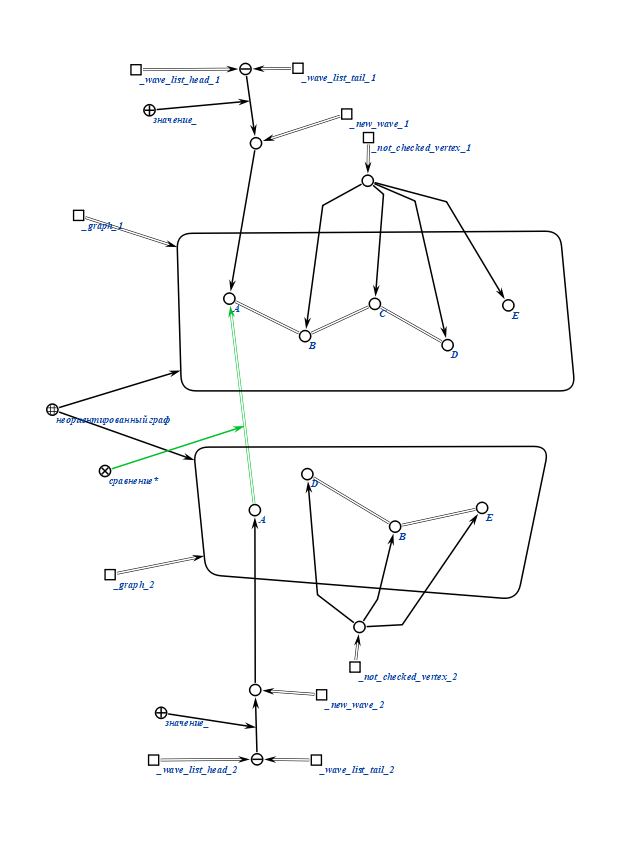 _wave_list_head_1
_wave_list_tail_1
значение_
_new_wave_1
_not_checked_vertex_1
_graph_1
A
C
E
B
D
неориентированный граф
сравнение*
D
A
E
B
_graph_2
_not_checked_vertex_2
_new_wave_2
значение_
_wave_list_head_2
_wave_list_tail_2